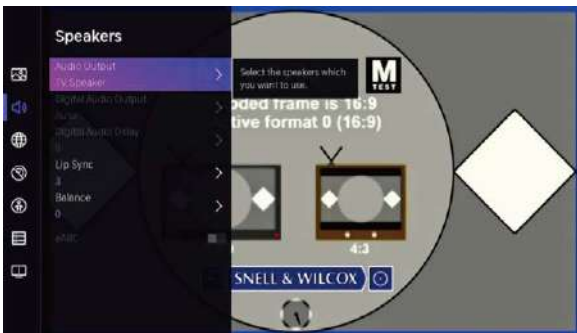 Speakers
Audio Output
TV Speaker
Select the speakers which
you want to use.
Digital Audio Output
Digital Audio Delay
Lip Sync
3
Balance
0
eARC
M
TEST
oded frame is 16:9
tive format 0 (16:9)
4:3
SNELL & WILCOX